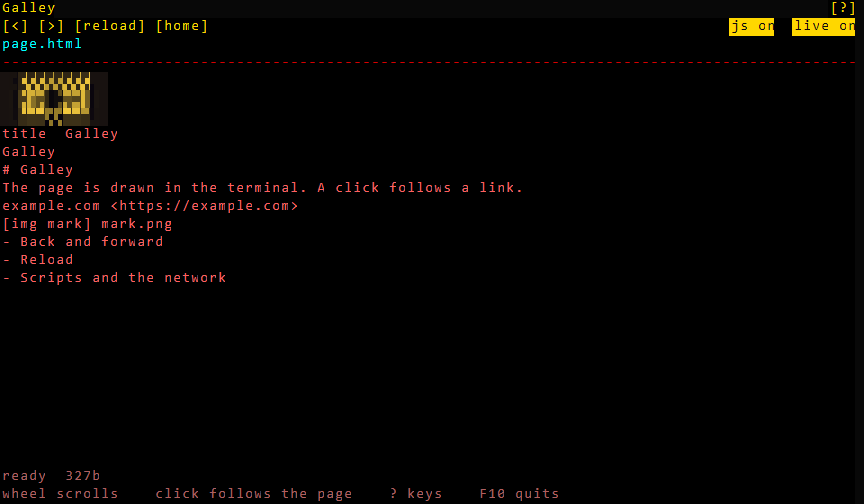 Galley [?]
[<] [>] [reload] [home] js on live on
page.html
title  Galley
Galley
# Galley
The page is drawn in the terminal. A click follows a link.
example.com <https://example.com>
[img mark] mark.png
- Back and forward
- Reload
- Scripts and the network
ready  327b
wheel scrolls    click follows the page    ? keys    F10 quits